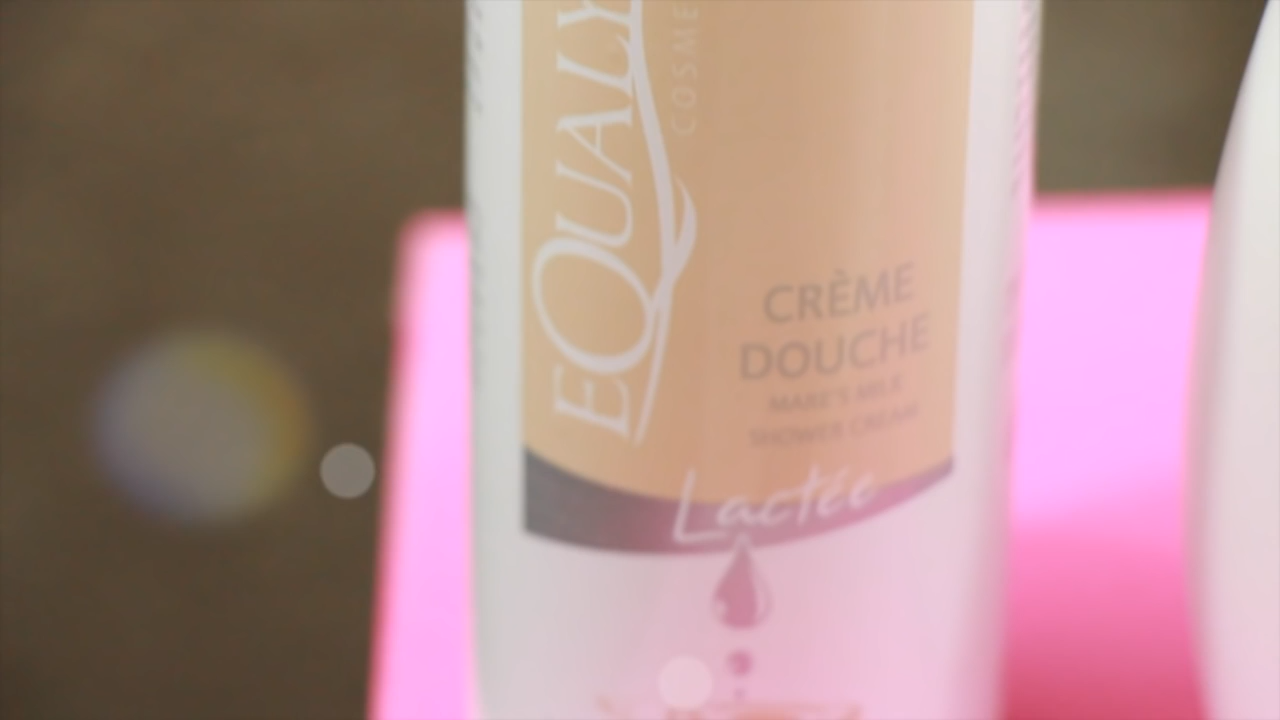 EQUALY
COSME
CRÈME
DOUCHE
MARE'S MILK
SHOWER CREAM
Lactée